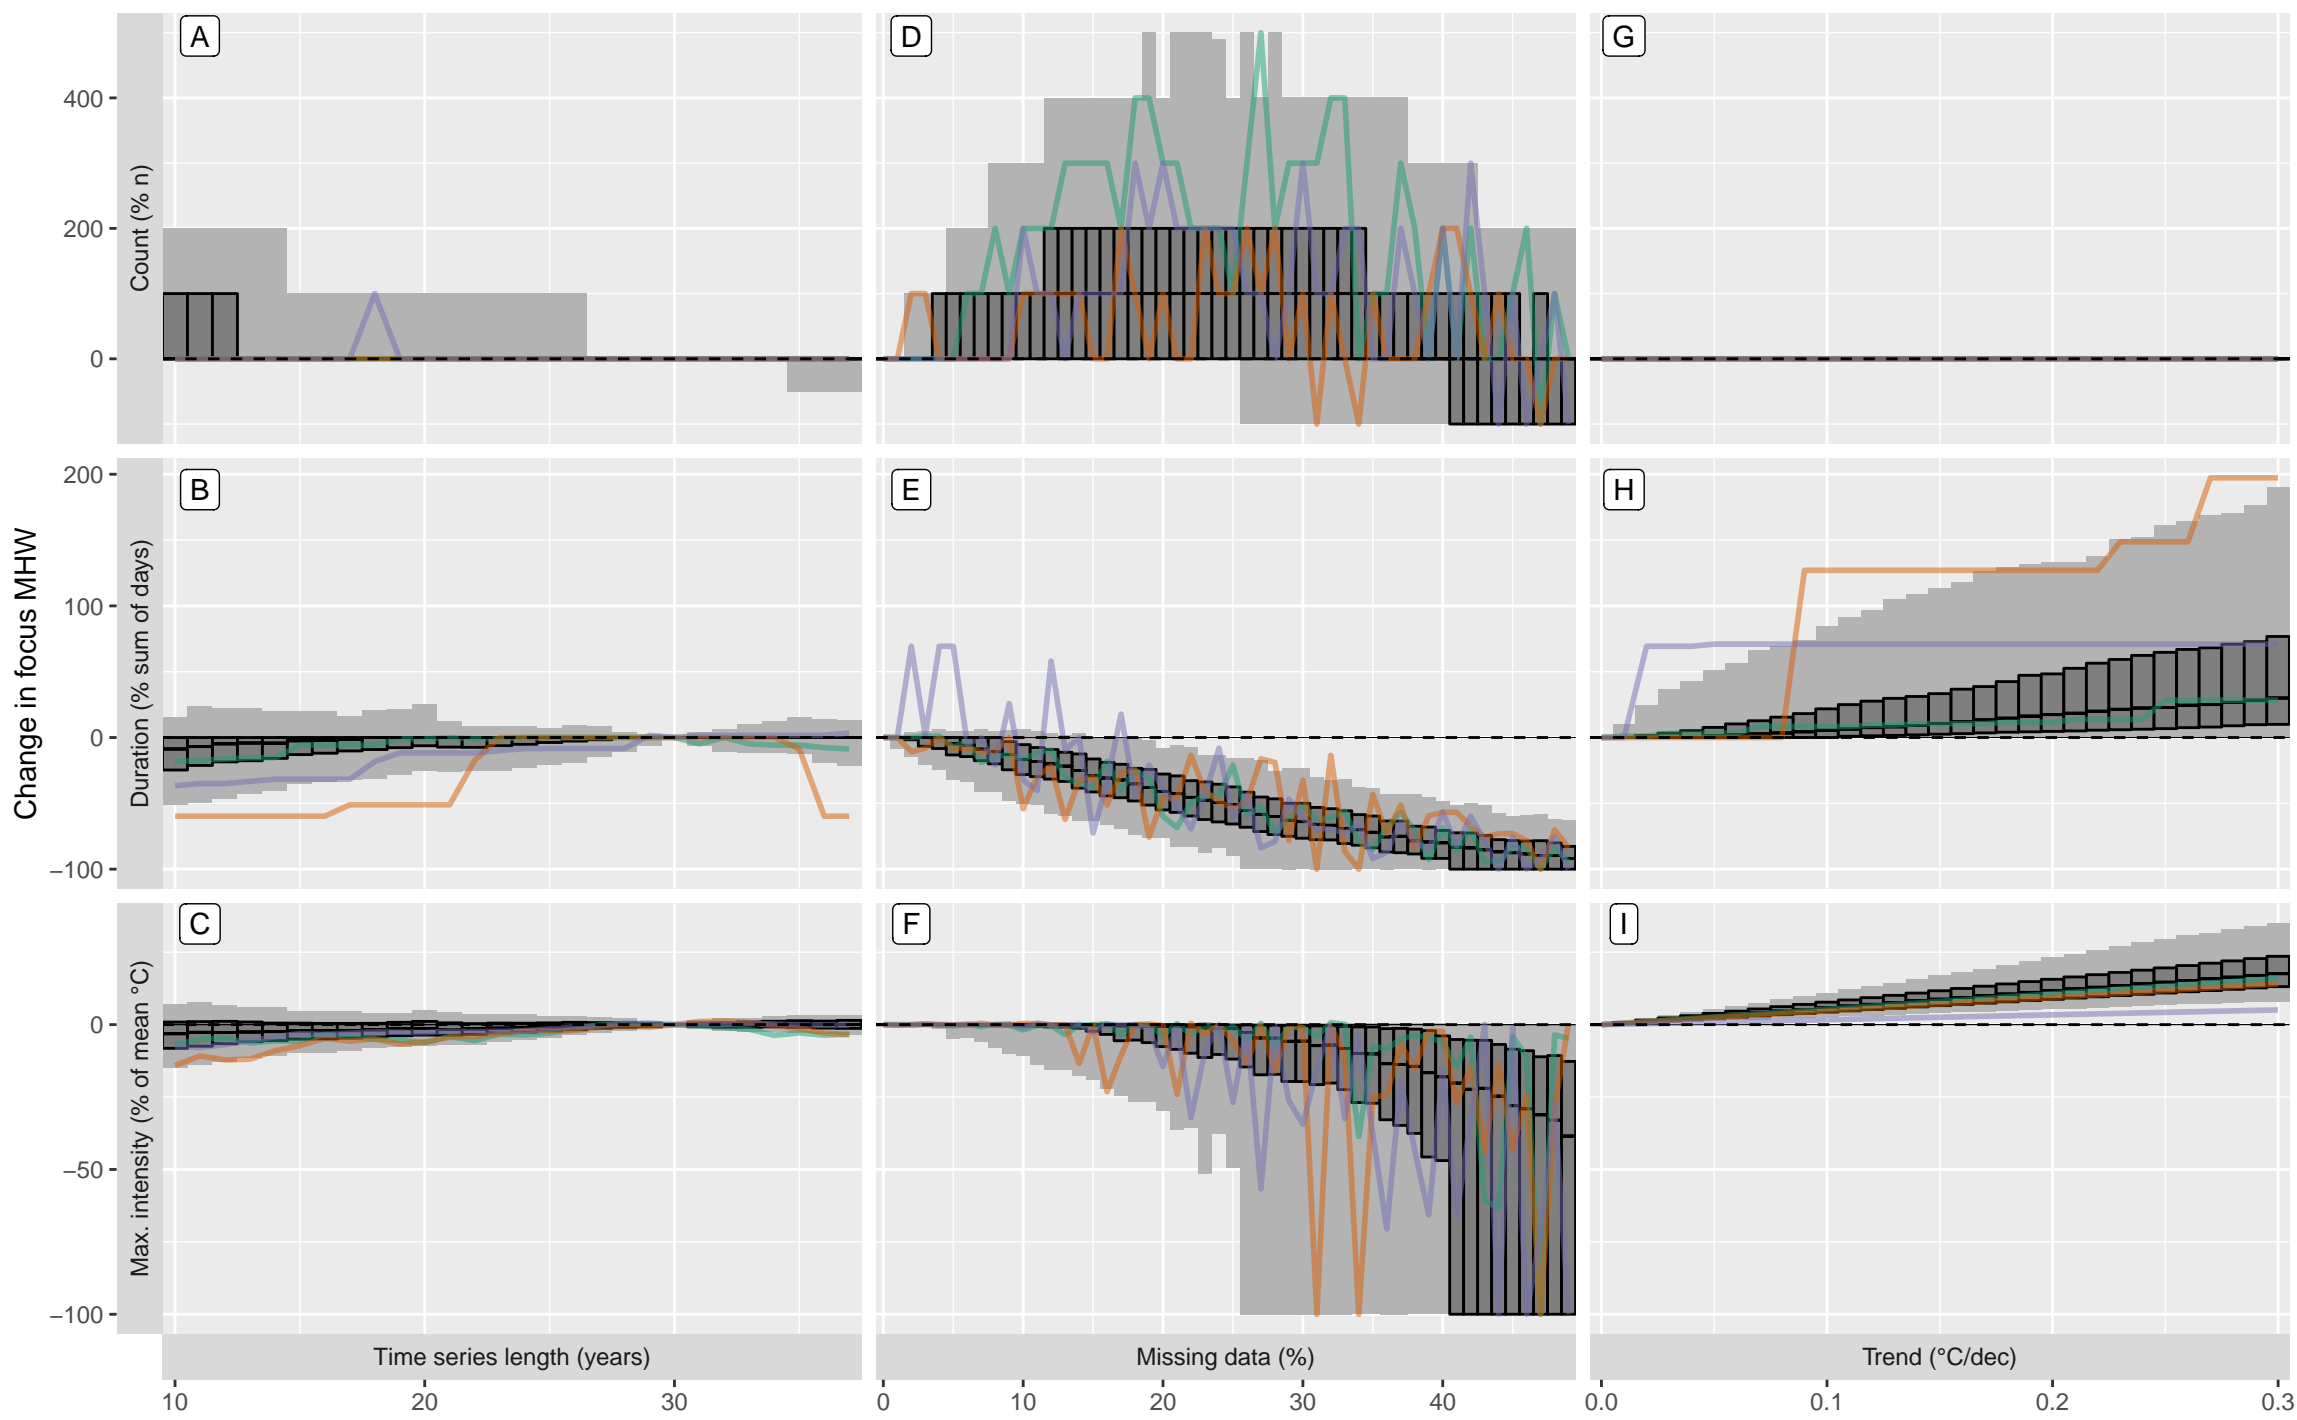 A
D
G
400
200
0
Count (% n)
B
E
H
200
100
0
−100
Duration (% sum of days)
Change in focus MHW
C
F
I
0
−50
−100
Max. intensity (% of mean °C)
Time series length (years)
Missing data (%)
Trend (°C/dec)
10
20
30
0
10
20
30
40
0.0
0.1
0.2
0.3